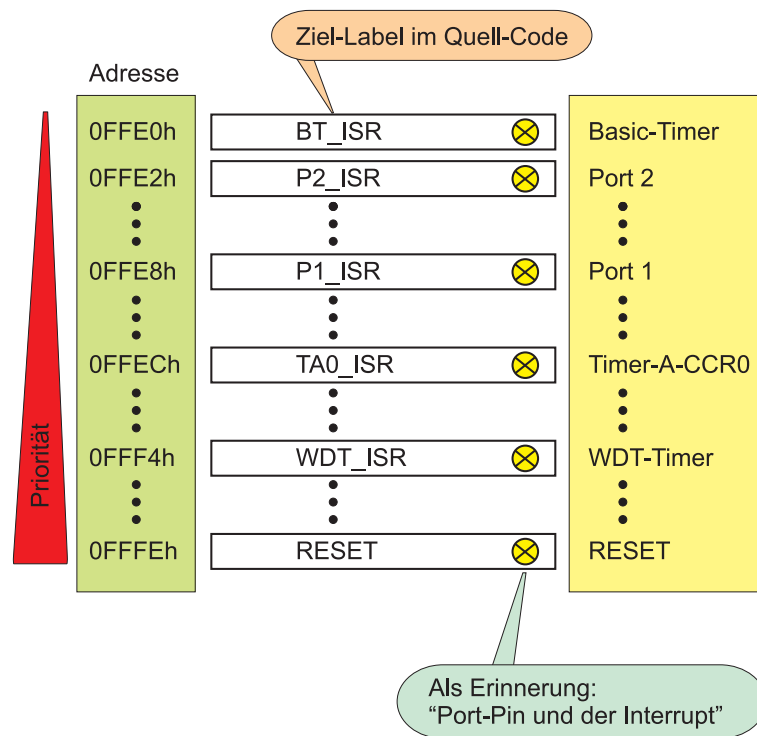 Ziel-Label im Quell-Code
Adresse
0FFE0h BT_ISR Basic-Timer
0FFE2h P2_ISR Port 2
0FFE8h P1_ISR Port 1
0FFECh TA0_ISR Timer-A-CCR0
0FFF4h WDT_ISR WDT-Timer
0FFFEh RESET RESET
Priorität
Als Erinnerung:
“Port-Pin und der Interrupt”